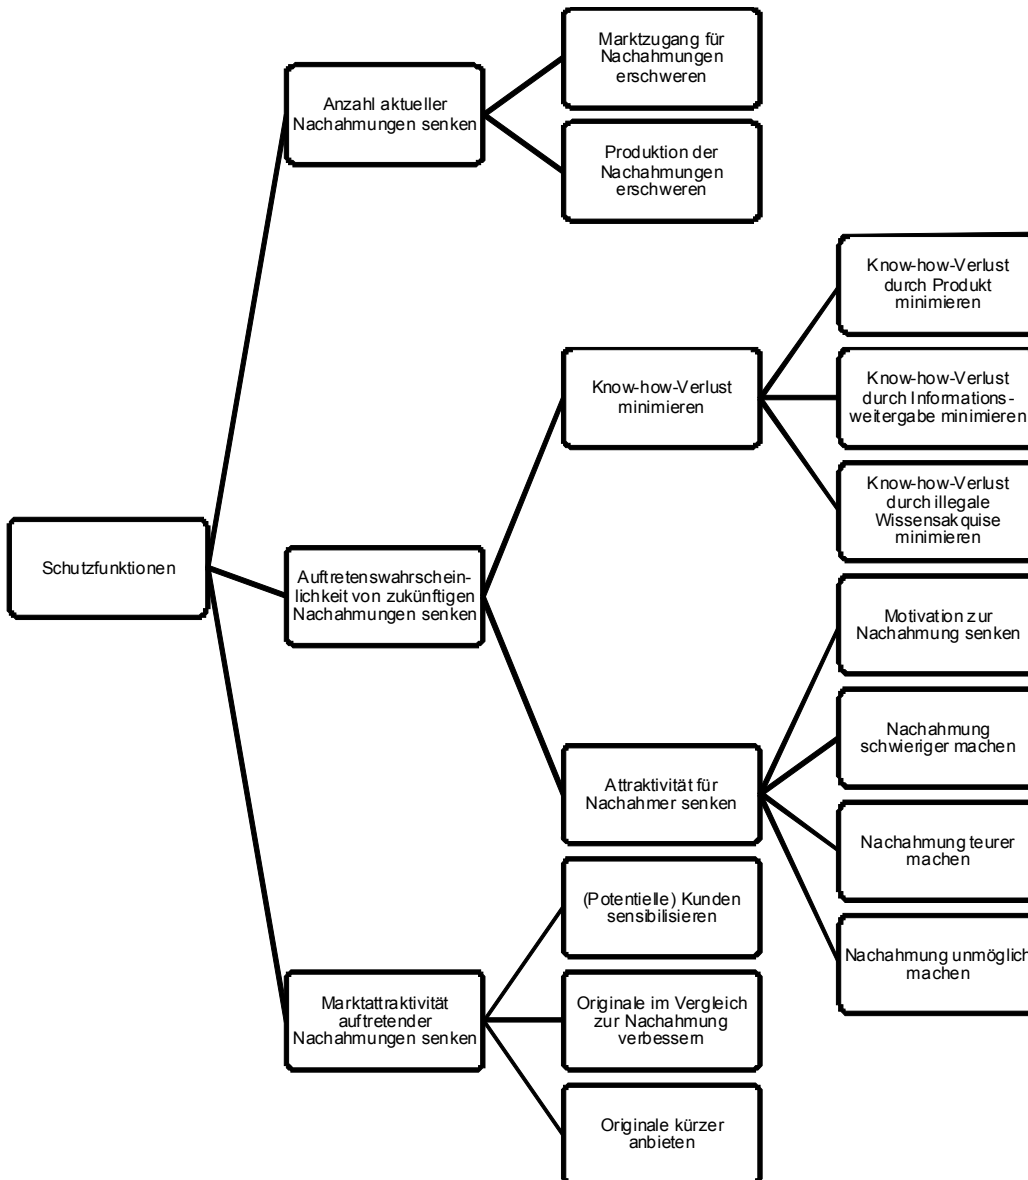 Schutzfunktionen
Anzahl aktueller
Nachahmungen senken
Marktzugang für
Nachahmungen
erschweren
Produktion der
Nachahmungen
erschweren
Auftretenswahrschein-
lichkeit von zukünftigen
Nachahmungen senken
Know-how-Verlust
minimieren
Know-how-Verlust
durch Produkt
minimieren
Know-how-Verlust
durch Informations-
weitergabe minimieren
Know-how-Verlust
durch illegale
Wissensakquise
minimieren
Attraktivität für
Nachahmer senken
Motivation zur
Nachahmung senken
Nachahmung
schwieriger machen
Nachahmung teurer
machen
Nachahmung unmöglich
machen
Marktattraktivität
auftretender
Nachahmungen senken
(Potentielle) Kunden
sensibilisieren
Originale im Vergleich
zur Nachahmung
verbessern
Originale kürzer
anbieten